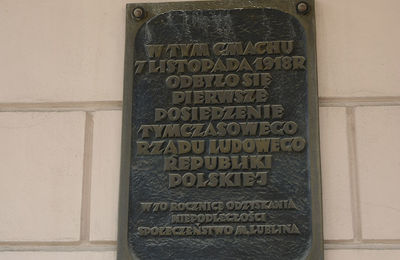 W TYM GMACHU
7 LISTOPADA 1918 R
ODBYŁO SIĘ
PIERWSZE
POSIEDZENIE
TYMCZASOWEGO
RZĄDU LUDOWEGO
REPUBLIKI
POLSKIEJ
W 70 ROCZNICĘ ODZYSKANIA
NIEPODLEGŁOŚCI
SPOŁECZEŃSTWO M. LUBLINA